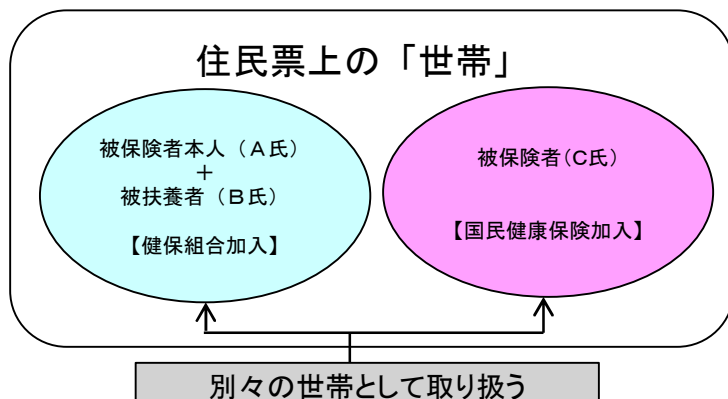 住民票上の「世帯」
被保険者本人(A氏)
+
被扶養者(B氏)
【健保組合加入】
被保険者(C氏)
【国民健康保険加入】
別々の世帯として取り扱う